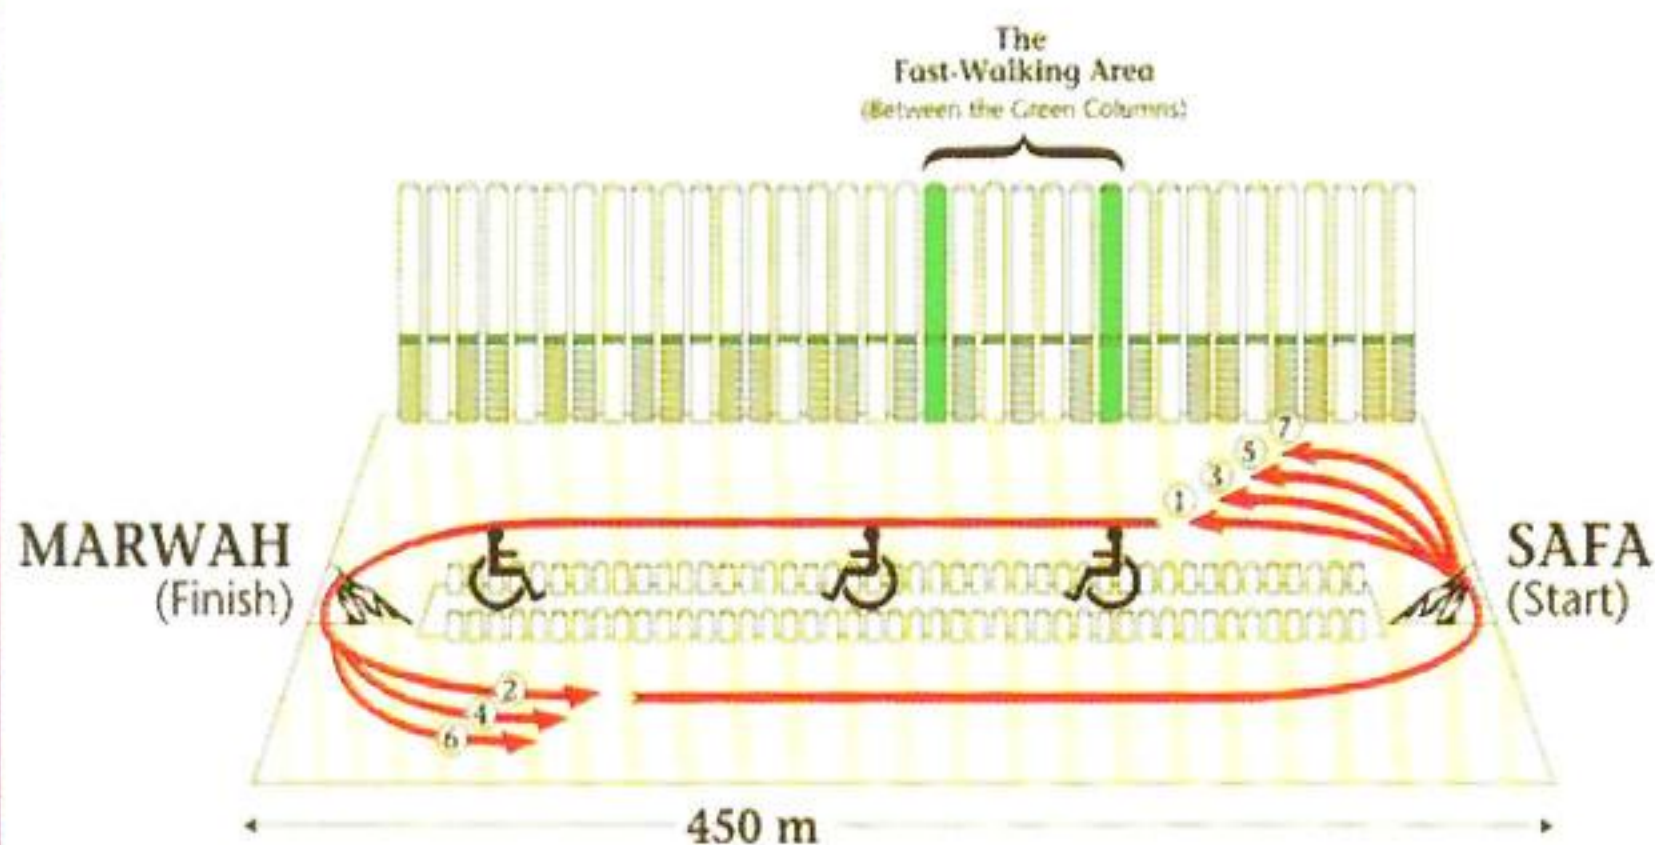 The
Fast-Walking Area
(Between the Green Columns)
7
5
3
1
MARWAH
(Finish)
SAFA
(Start)
2
4
6
450 m